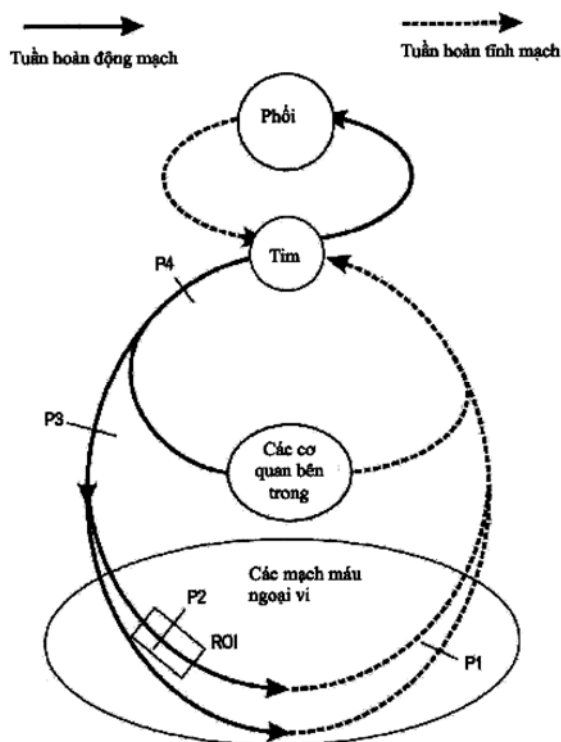 Tuần hoàn động mạch
Tuần hoàn tĩnh mạch
Phổi
Tim
P4
P3
Các cơ
quan bên
trong
Các mạch máu
ngoại vi
P2
ROI
P1